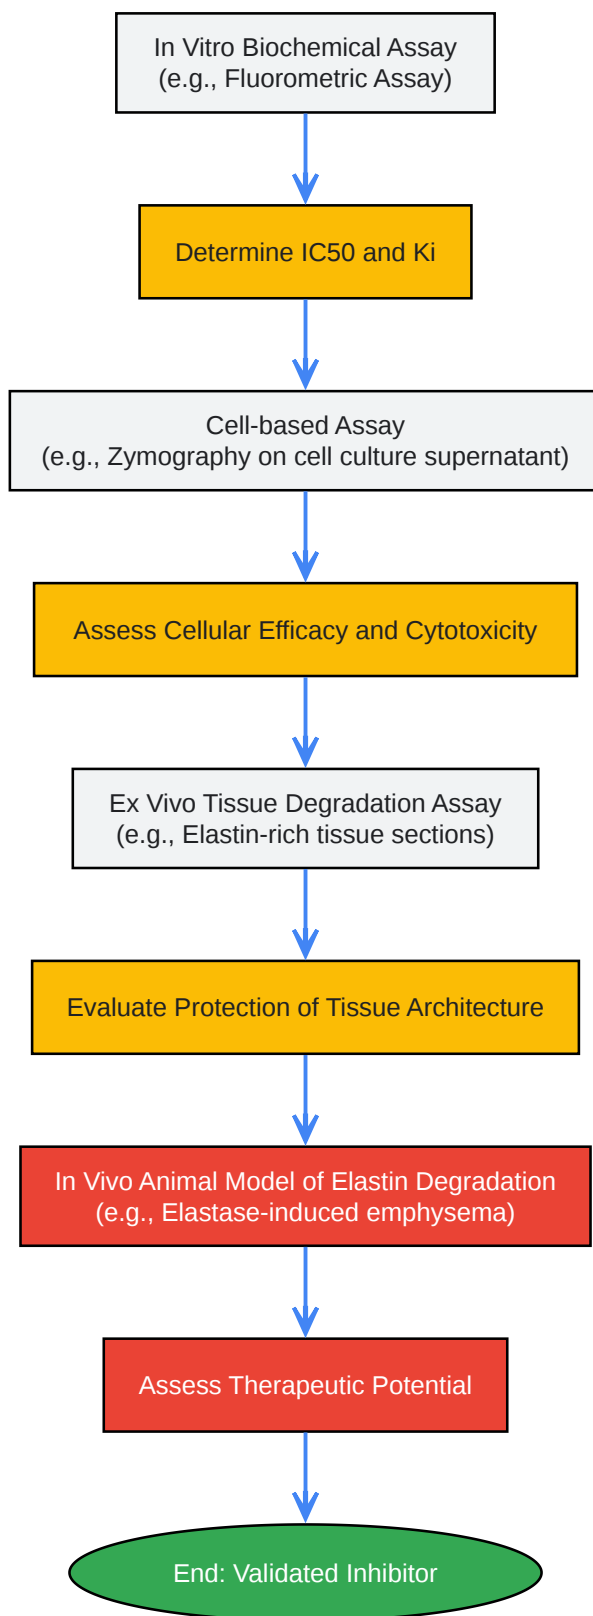 In Vitro Biochemical Assay
(e.g., Fluorometric Assay)
Determine IC50 and Ki
Cell-based Assay
(e.g., Zymography on cell culture supernatant)
Assess Cellular Efficacy and Cytotoxicity
Ex Vivo Tissue Degradation Assay
(e.g., Elastin-rich tissue sections)
Evaluate Protection of Tissue Architecture
In Vivo Animal Model of Elastin Degradation
(e.g., Elastase-induced emphysema)
Assess Therapeutic Potential
End: Validated Inhibitor